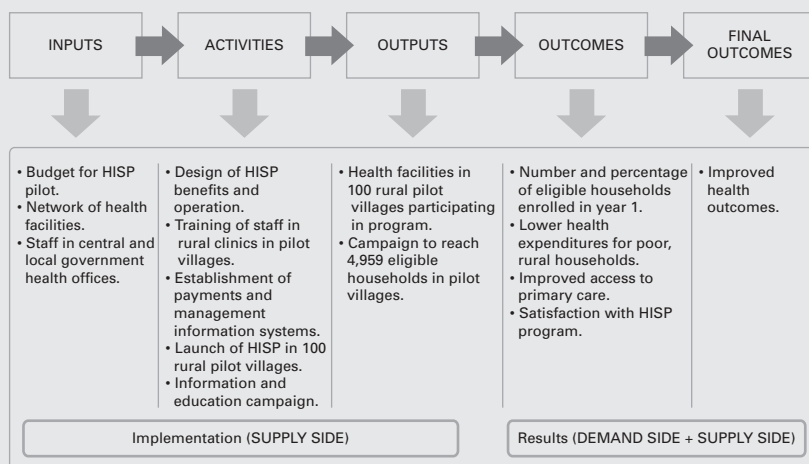 INPUTS
ACTIVITIES
OUTPUTS
OUTCOMES
FINAL
OUTCOMES
• Budget for HISP
pilot.
• Network of health
facilities.
• Staff in central and
local government
health offices.
• Design of HISP
benefits and
operation.
• Training of staff in
rural clinics in pilot
villages.
• Establishment of
payments and
management
information systems.
• Launch of HISP in 100
rural pilot villages.
• Information and
education campaign.
• Health facilities in
100 rural pilot
villages participating
in program.
• Campaign to reach
4,959 eligible
households in pilot
villages.
• Number and percentage
of eligible households
enrolled in year 1.
• Lower health
expenditures for poor,
rural households.
• Improved access to
primary care.
• Satisfaction with HISP
program.
• Improved
health
outcomes.
Implementation (SUPPLY SIDE)
Results (DEMAND SIDE + SUPPLY SIDE)